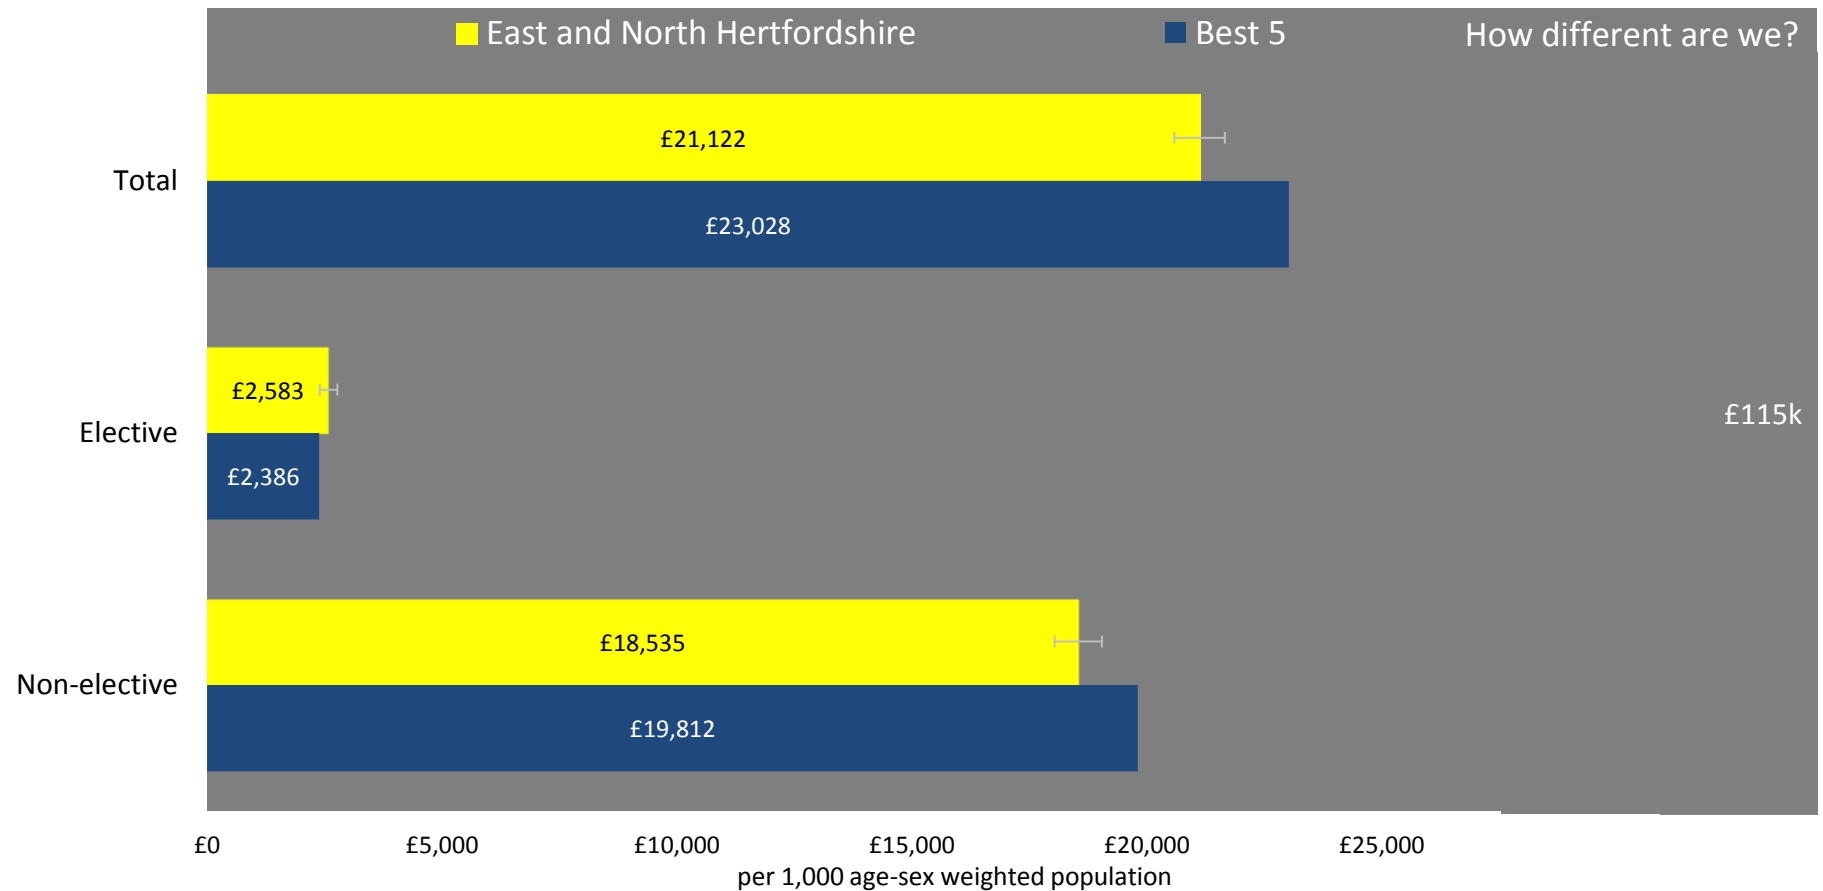 East and North Hertfordshire Best 5 How different are we?
Total
£21,122
£23,028
Elective
£2,583
£2,386
£115k
Non-elective
£18,535
£19,812
£0 £5,000 £10,000 £15,000 £20,000 £25,000
per 1,000 age-sex weighted population